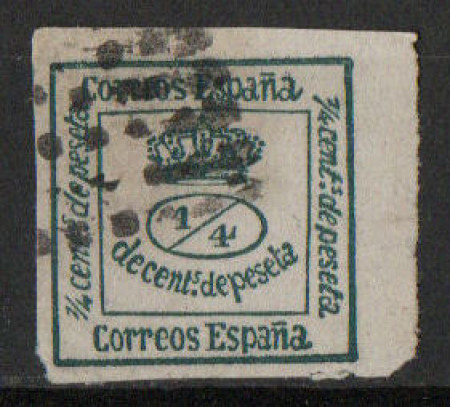 Correos España
1/4 cent.s de peseta
1/4
de cent.s de peseta
1/4 cent.s de peseta
Correos España